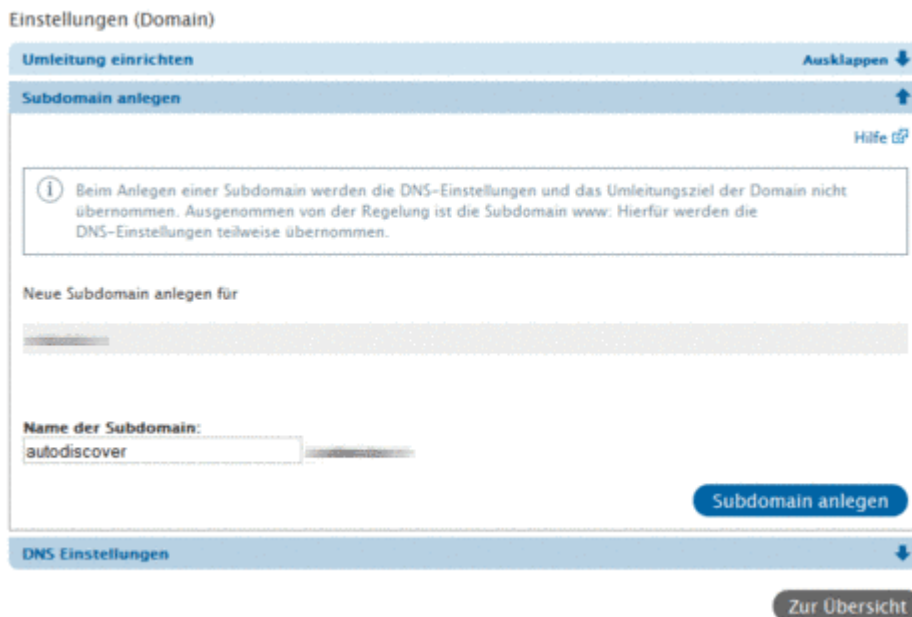 Einstellungen (Domain)
Umleitung einrichten Ausklappen
Subdomain anlegen
Hilfe
Beim Anlegen einer Subdomain werden die DNS-Einstellungen und das Umleitungsziel der Domain nicht
übernommen. Ausgenommen von der Regelung ist die Subdomain www: Hierfür werden die
DNS-Einstellungen teilweise übernommen.
Neue Subdomain anlegen für
Name der Subdomain:
autodiscover
Subdomain anlegen
DNS Einstellungen
Zur Übersicht